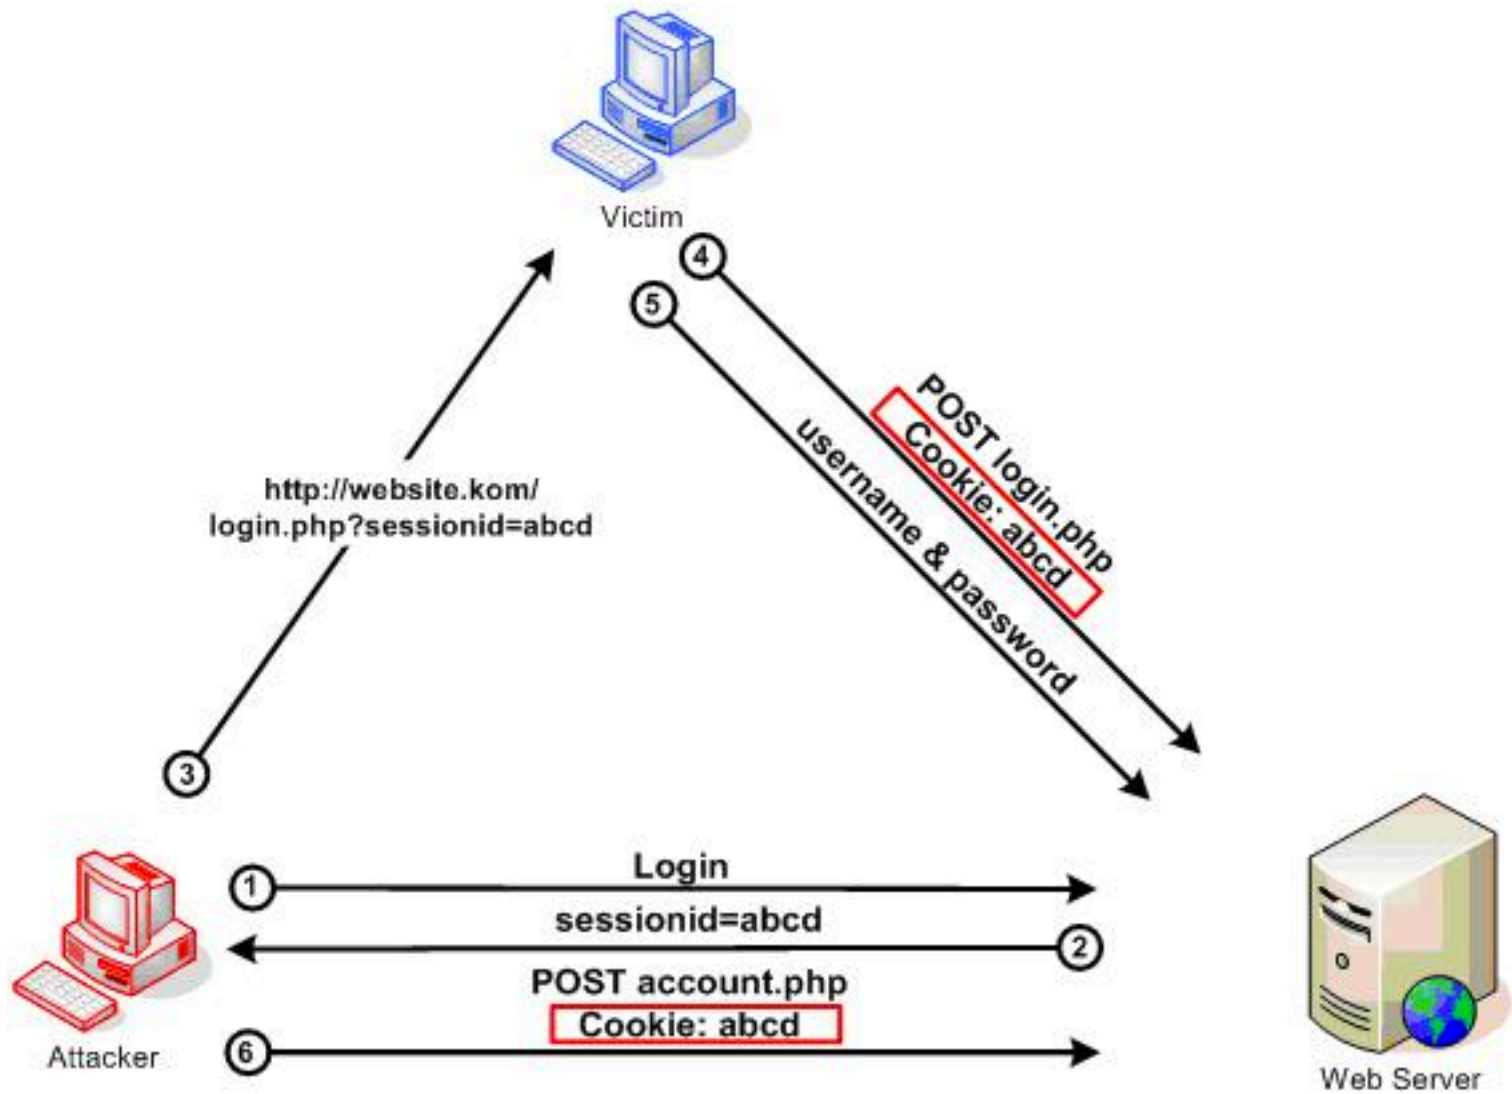 Victim
4
5
POST login.php
Cookie: abcd
username & password
http://website.kom/
login.php?sessionid=abcd
3
1
Login
sessionid=abcd
2
POST account.php
Cookie: abcd
6
Attacker
Web Server